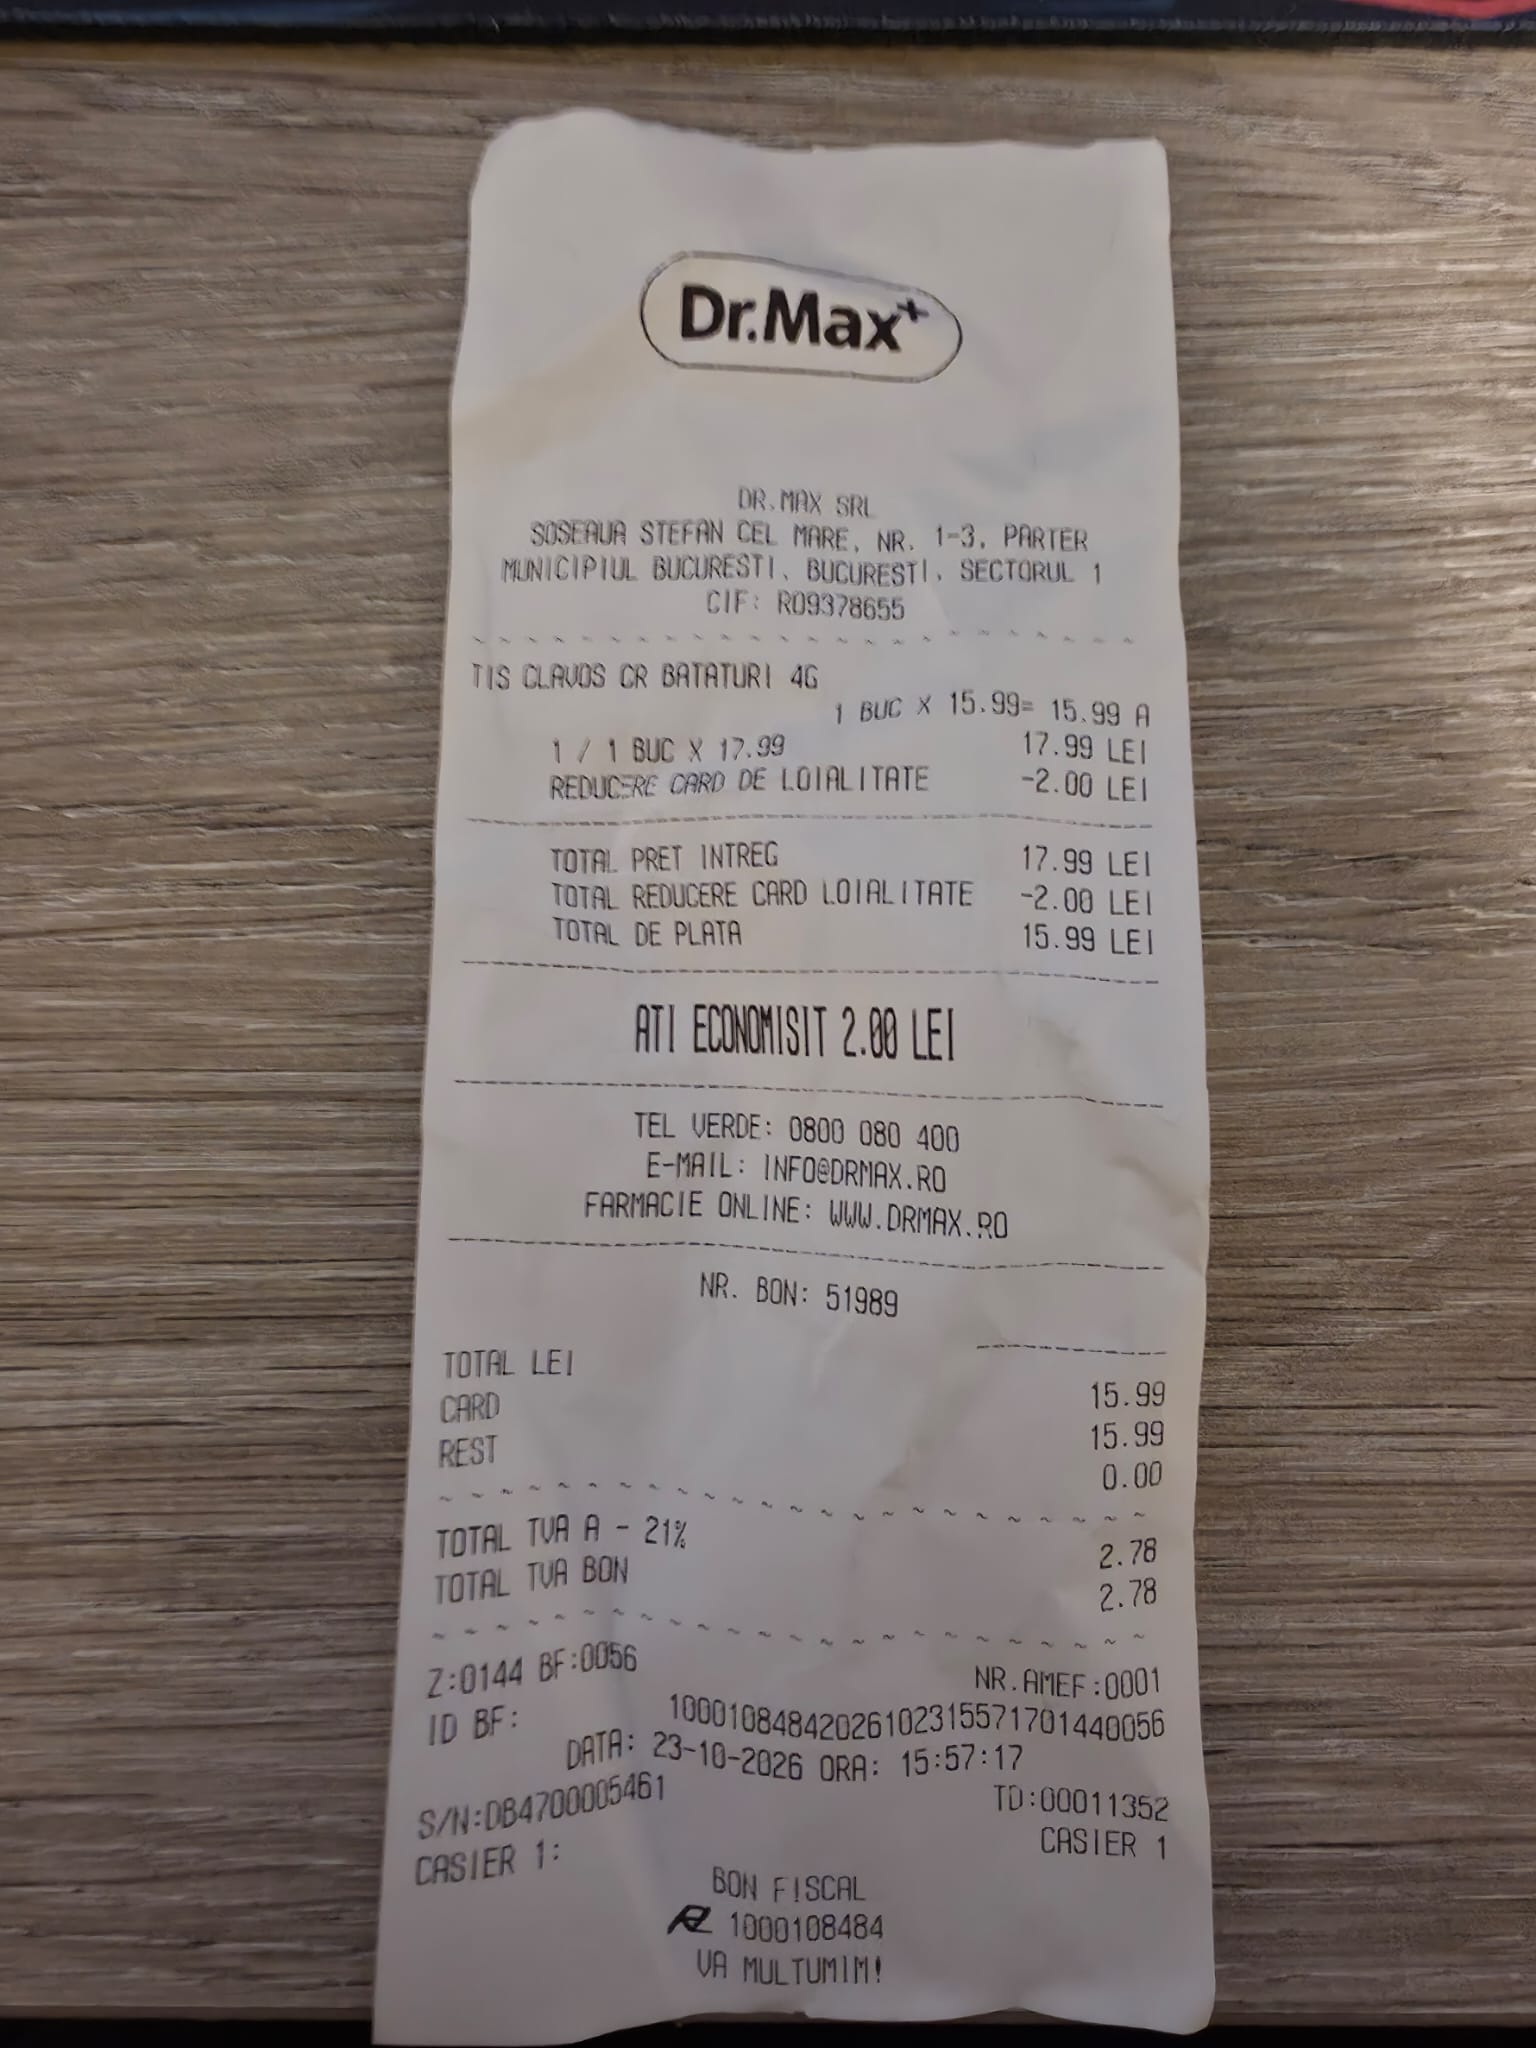 Dr.Max+
DR.MAX SRL
SOSEAUA STEFAN CEL MARE, NR. 1-3, PARTER
MUNICIPIUL BUCURESTI, BUCURESTI, SECTORUL 1
CIF: RO9378655
TIS CLAVOS CR BATATURI 4G
1 BUC X 15.99= 15.99 A
1 / 1 BUC X 17.99 17.99 LEI
REDUCERE CARD DE LOIALITATE -2.00 LEI
TOTAL PRET INTREG 17.99 LEI
TOTAL REDUCERE CARD LOIALITATE -2.00 LEI
TOTAL DE PLATA 15.99 LEI
ATI ECONOMISIT 2.00 LEI
TEL VERDE: 0800 080 400
E-MAIL: INFO@DRMAX.RO
FARMACIE ONLINE: WWW.DRMAX.RO
NR. BON: 51989
TOTAL LEI 15.99
CARD 15.99
REST 0.00
TOTAL TVA A - 21% 2.78
TOTAL TVA BON 2.78
Z:0144 BF:0056 NR.AMEF:0001
ID BF: 1000108484202610231557170144​0056
DATA: 23-10-2026 ORA: 15:57:17
S/N:DB4700005461 TD:00011352
CASIER 1: CASIER 1
BON FISCAL
1000108484
VA MULTUMIM!